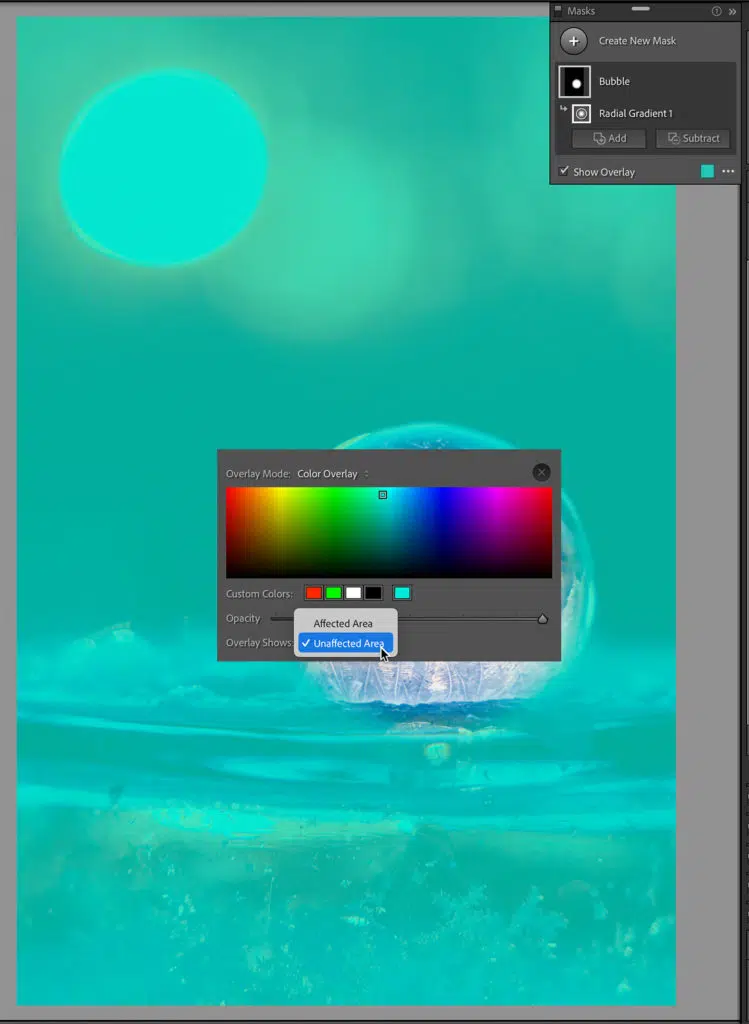 Masks
Create New Mask
Bubble
Radial Gradient 1
Add Subtract
Show Overlay
Overlay Mode: Color Overlay
Custom Colors:
Opacity
Affected Area
Overlay Shows: Unaffected Area